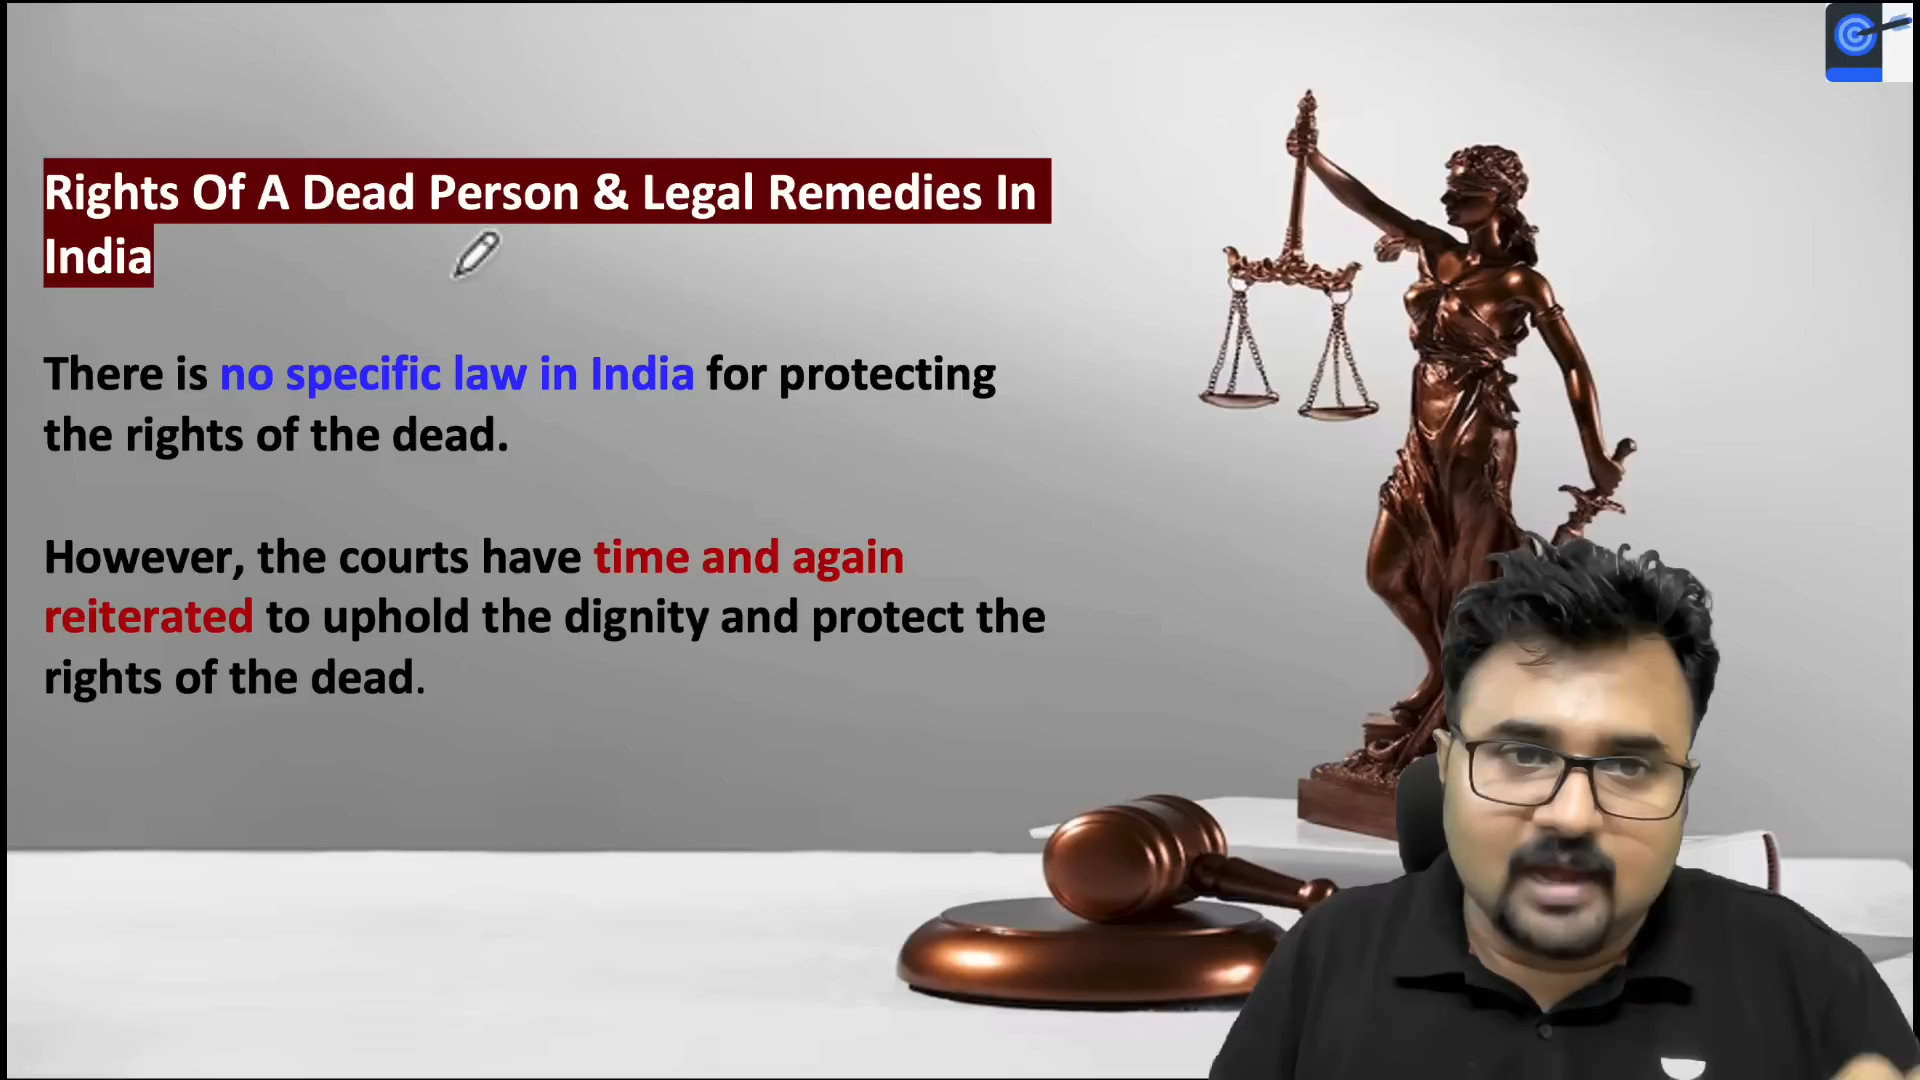 Rights Of A Dead Person & Legal Remedies In
India
There is no specific law in India for protecting
the rights of the dead.
However, the courts have time and again
reiterated to uphold the dignity and protect the
rights of the dead.